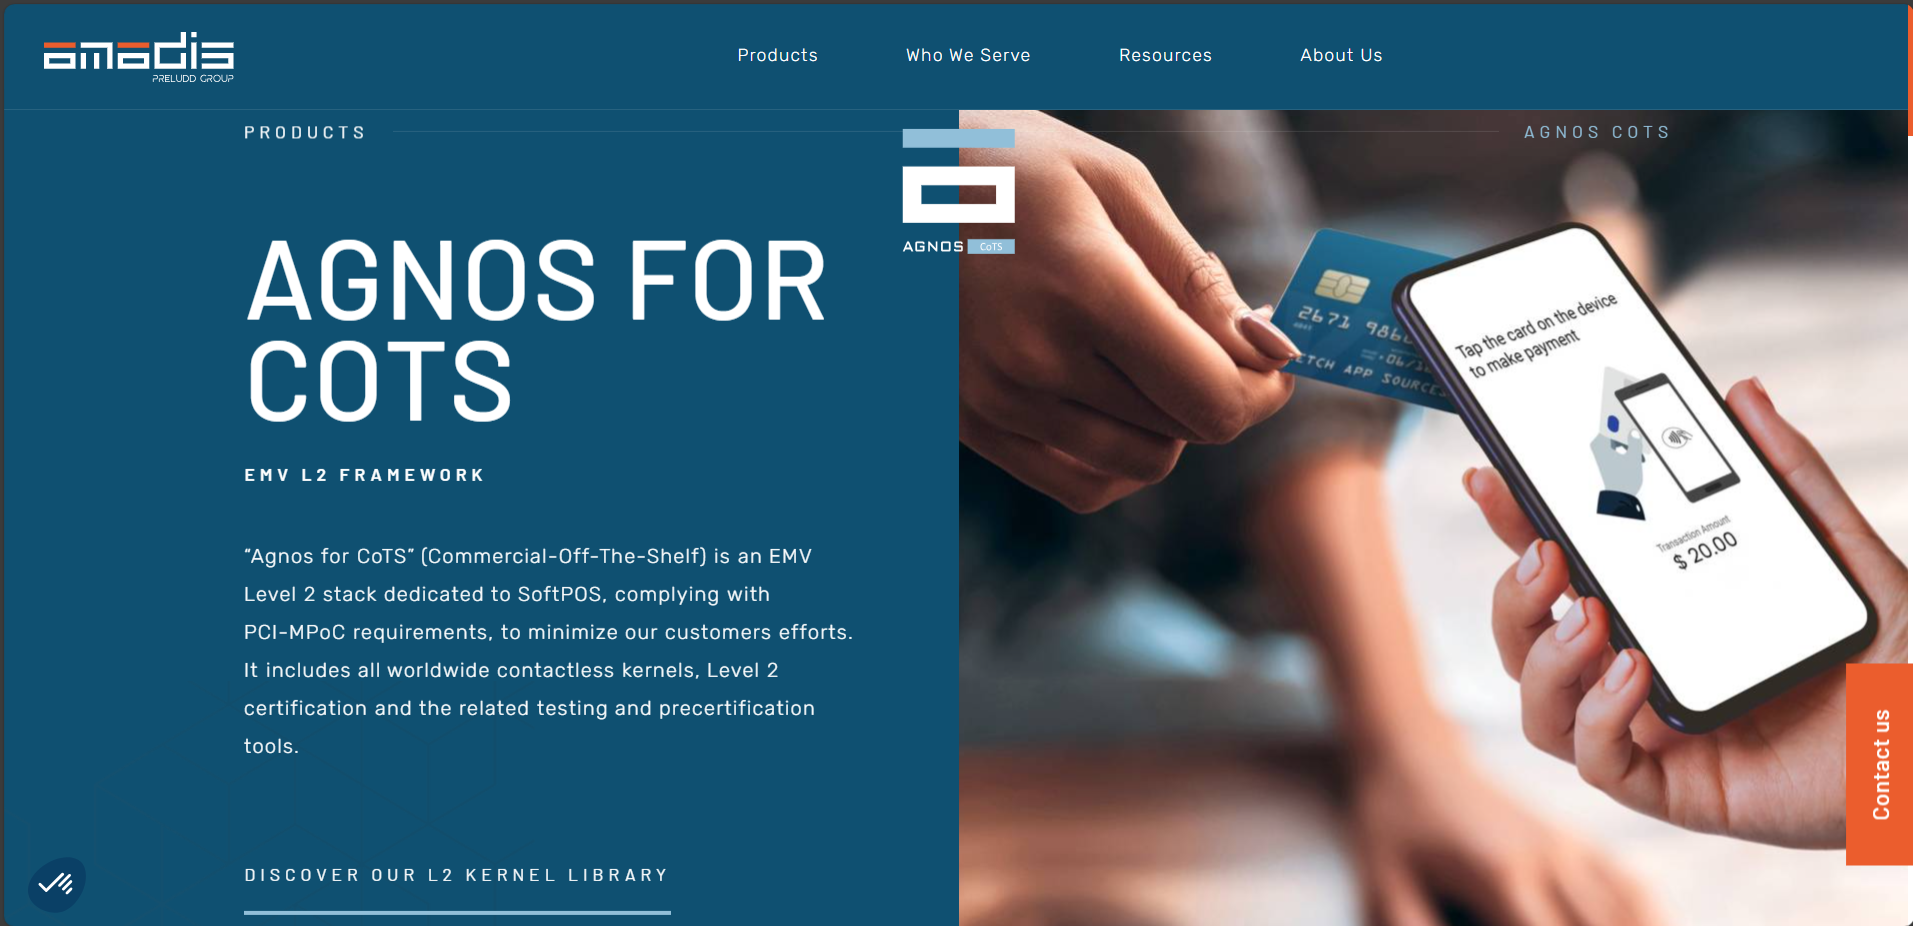 amadis
PRELUDD GROUP
Products
Who We Serve
Resources
About Us
PRODUCTS
AGNOS COTS
AGNOS CoTS
AGNOS FOR
COTS
EMV L2 FRAMEWORK
“Agnos for CoTS” (Commercial-Off-The-Shelf) is an EMV
Level 2 stack dedicated to SoftPOS, complying with
PCI-MPoC requirements, to minimize our customers efforts.
It includes all worldwide contactless kernels, Level 2
certification and the related testing and precertification
tools.
DISCOVER OUR L2 KERNEL LIBRARY
2671 986
06/1
ETCH APP SOURCES
Tap the card on the device
to make payment
Transaction Amount
$ 20.00
Contact us